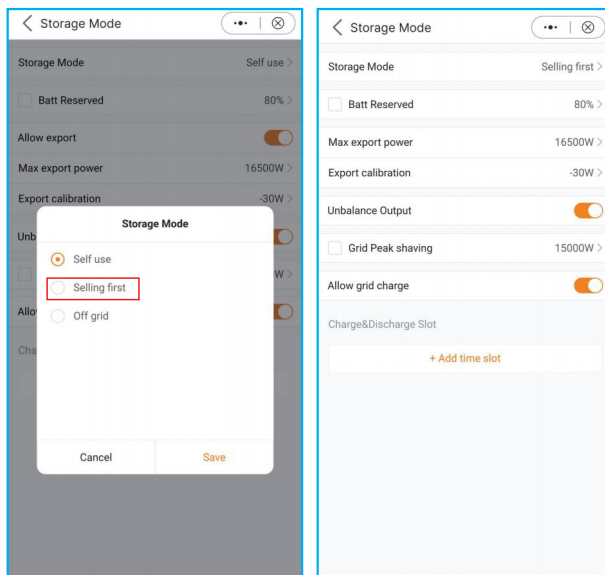 Storage Mode
Storage Mode Self use
Batt Reserved 80%
Allow export
Max export power 16500W
Export calibration -30W
Unb
W
Allo
Cha
Storage Mode
Self use
Selling first
Off grid
Cancel Save
Storage Mode
Storage Mode Selling first
Batt Reserved 80%
Max export power 16500W
Export calibration -30W
Unbalance Output
Grid Peak shaving 15000W
Allow grid charge
Charge&Discharge Slot
+ Add time slot